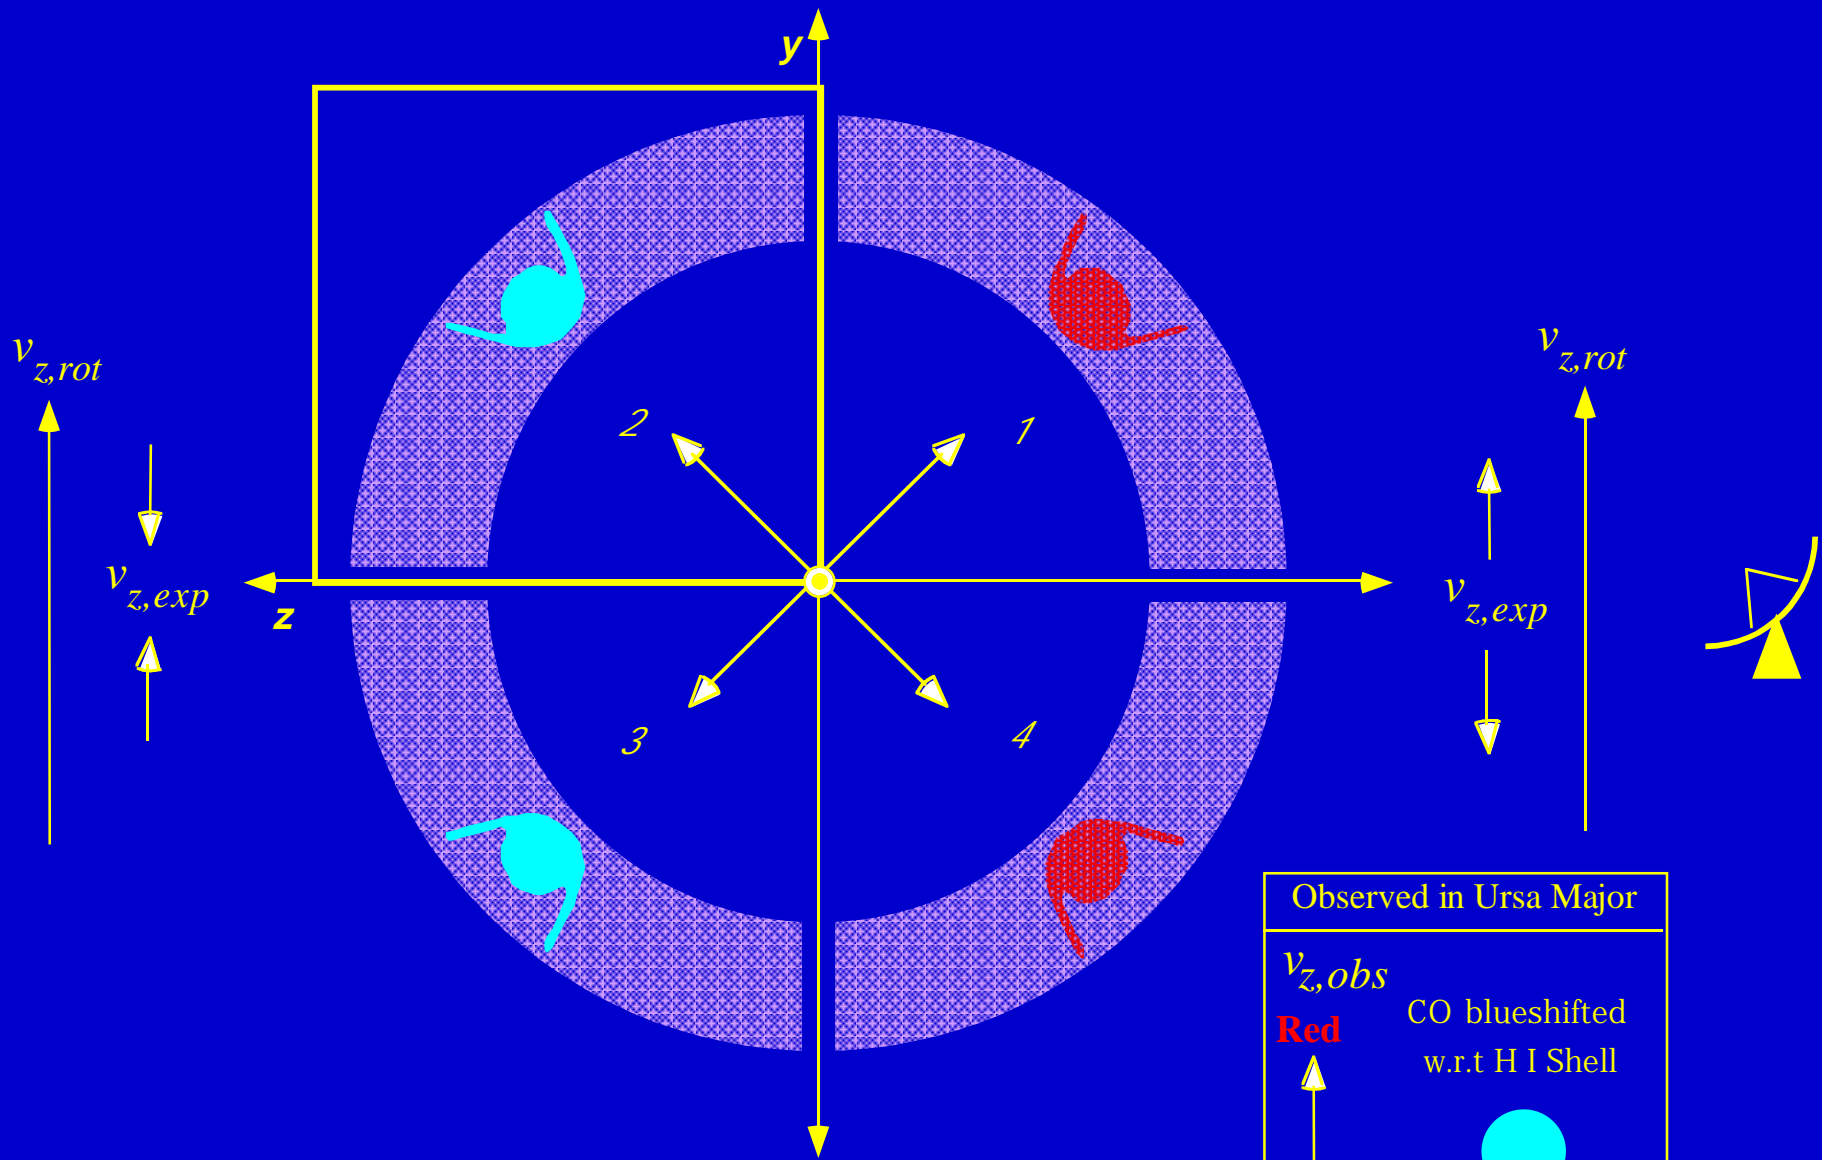 y
v z,rot
v z,rot
2
1
v z,exp
v z,exp
z
3
4
Observed in Ursa Major
v z,obs
CO blueshifted
Red
w.r.t H I Shell